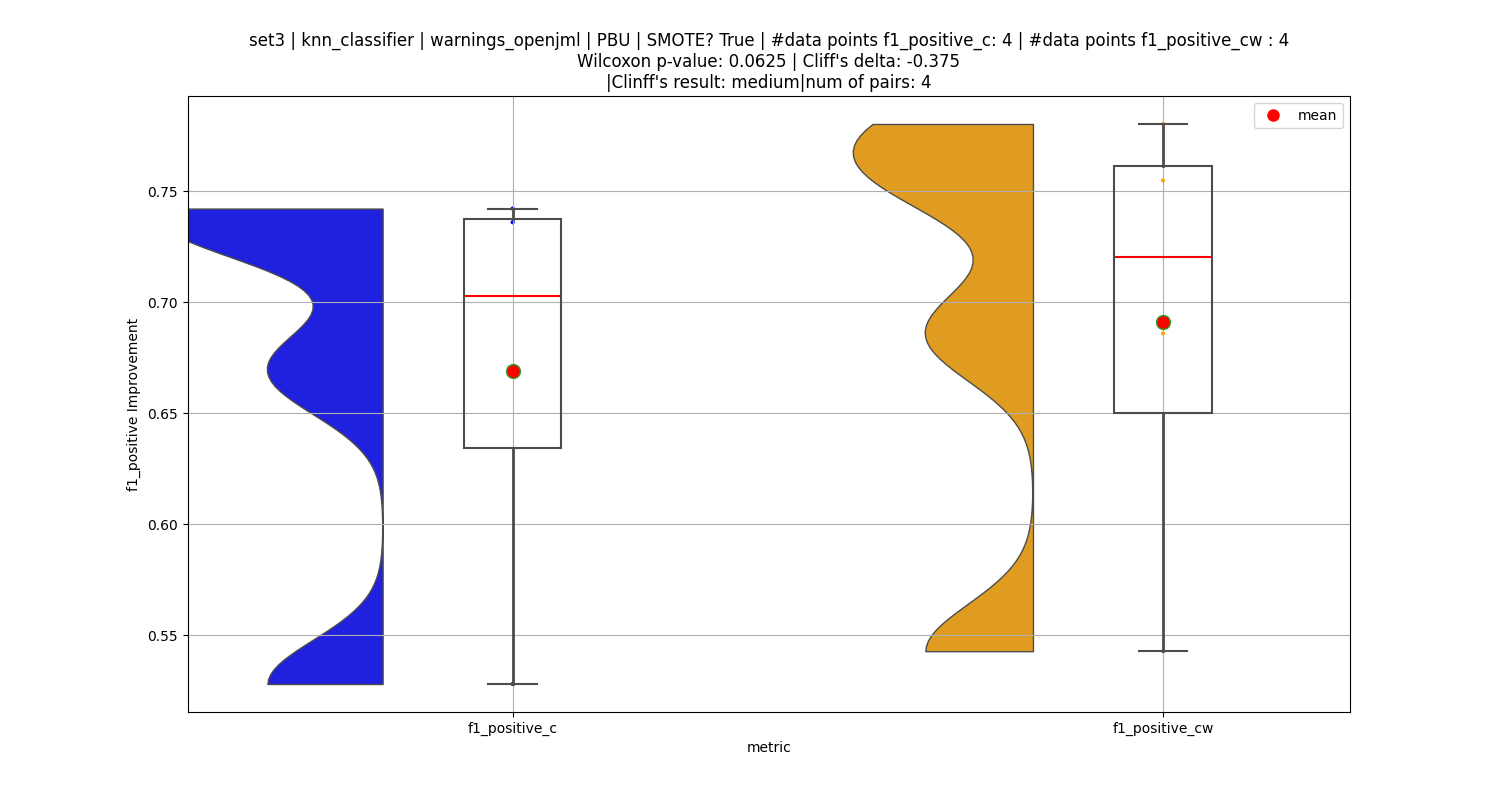 set3 | knn_classifier | warnings_openjml | PBU | SMOTE? True | #data points f1_positive_c: 4 | #data points f1_positive_cw : 4
Wilcoxon p-value: 0.0625 | Cliff's delta: -0.375
|Clinff's result: medium|num of pairs: 4
mean
0.75
0.70
0.65
0.60
0.55
f1_positive Improvement
f1_positive_c
f1_positive_cw
metric